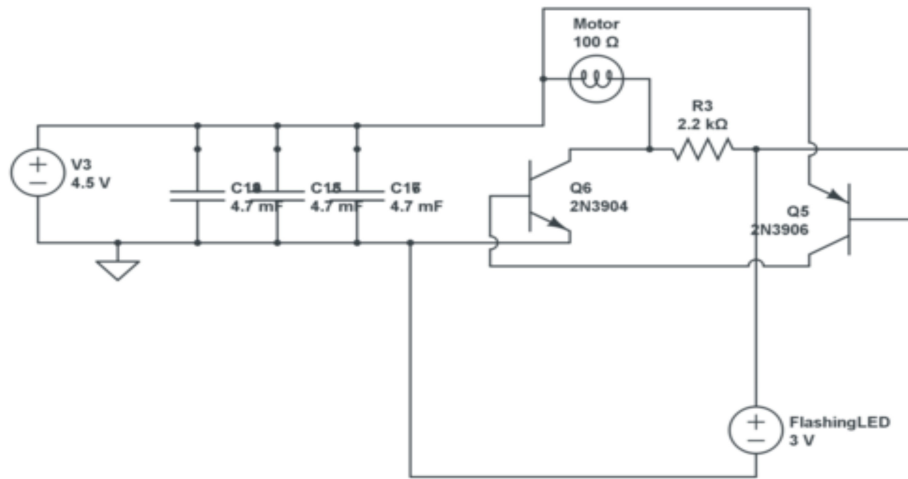 Motor
100 Ω
R3
2.2 kΩ
V3
4.5 V
4.7 mF
4.7 mF
4.7 mF
Q6
2N3904
Q5
2N3906
FlashingLED
3 V